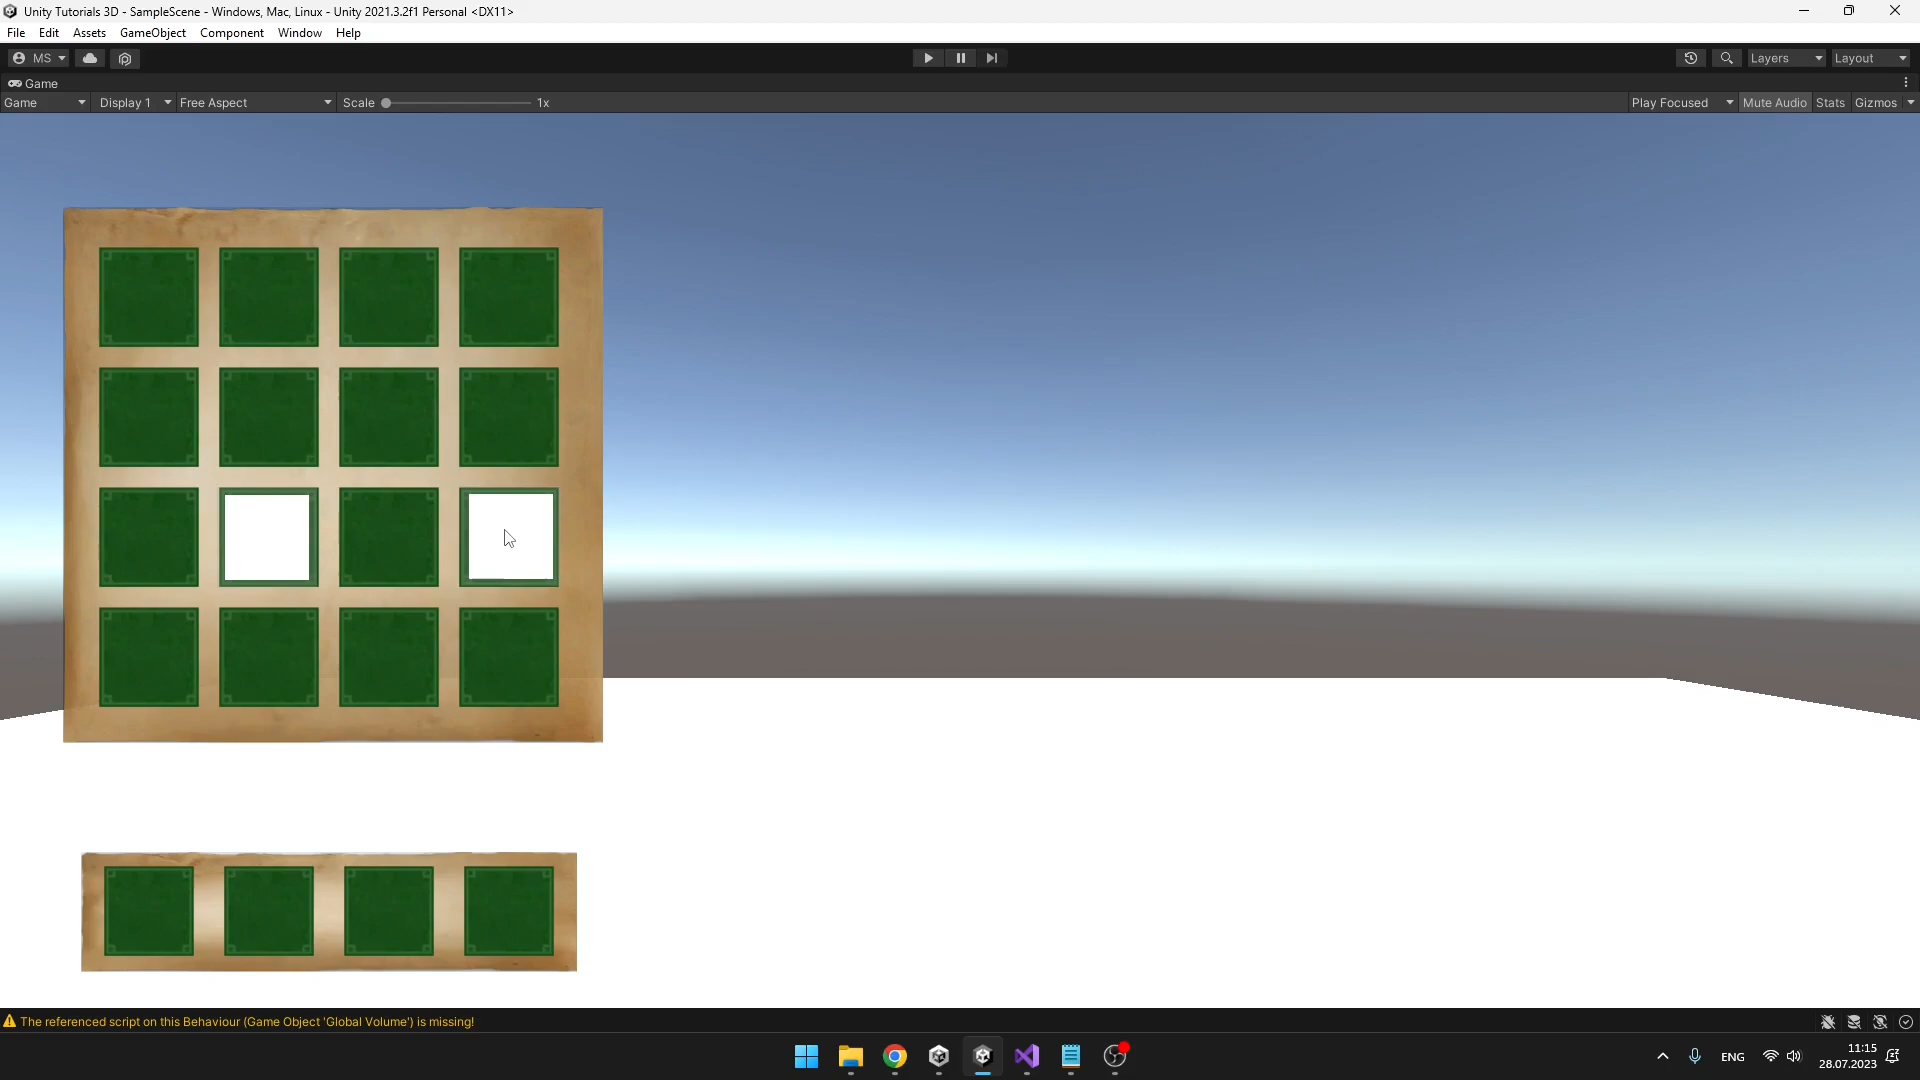 Unity Tutorials 3D - SampleScene - Windows, Mac, Linux - Unity 2021.3.2f1 Personal <DX11>
File Edit Assets GameObject Component Window Help
MS Layers Layout
Game
Game Display 1 Free Aspect Scale 1x Play Focused Mute Audio Stats Gizmos
The referenced script on this Behaviour (Game Object 'Global Volume') is missing!
ENG 11:15
28.07.2023